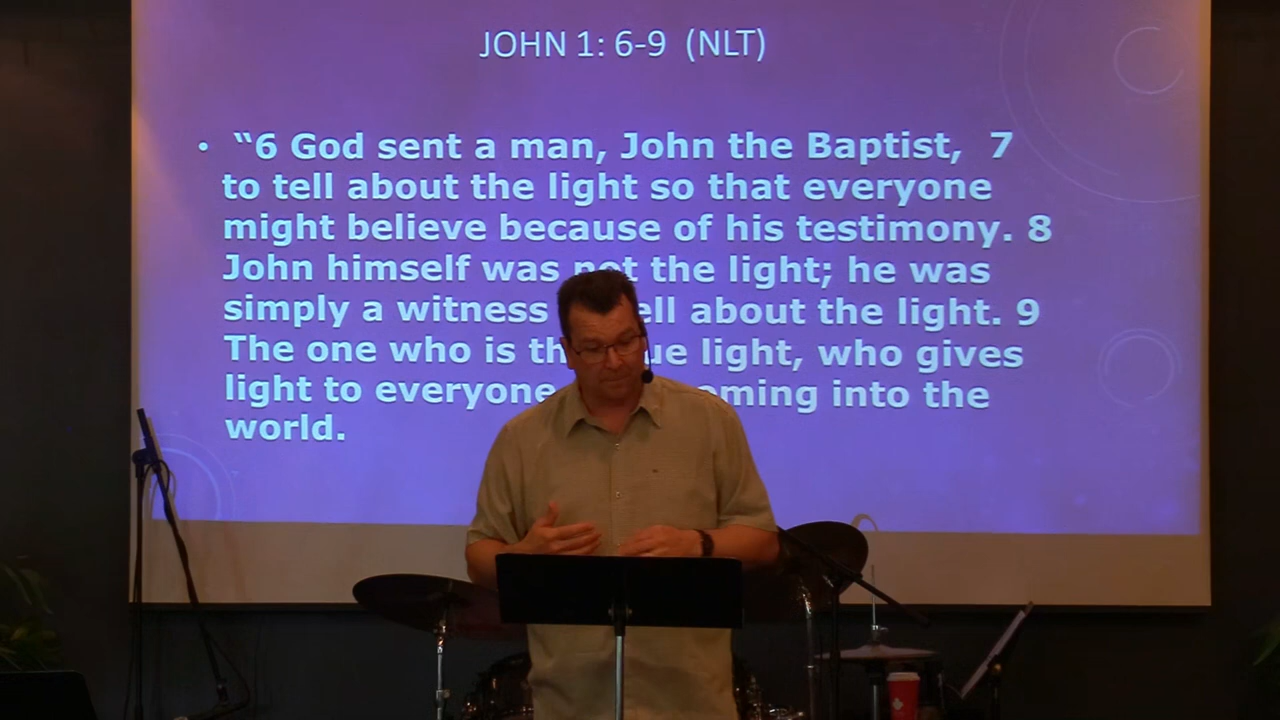 JOHN 1: 6-9 (NLT)
• “6 God sent a man, John the Baptist, 7
to tell about the light so that everyone
might believe because of his testimony. 8
John himself was not the light; he was
simply a witness ell about the light. 9
The one who is th ue light, who gives
light to everyone oming into the
world.